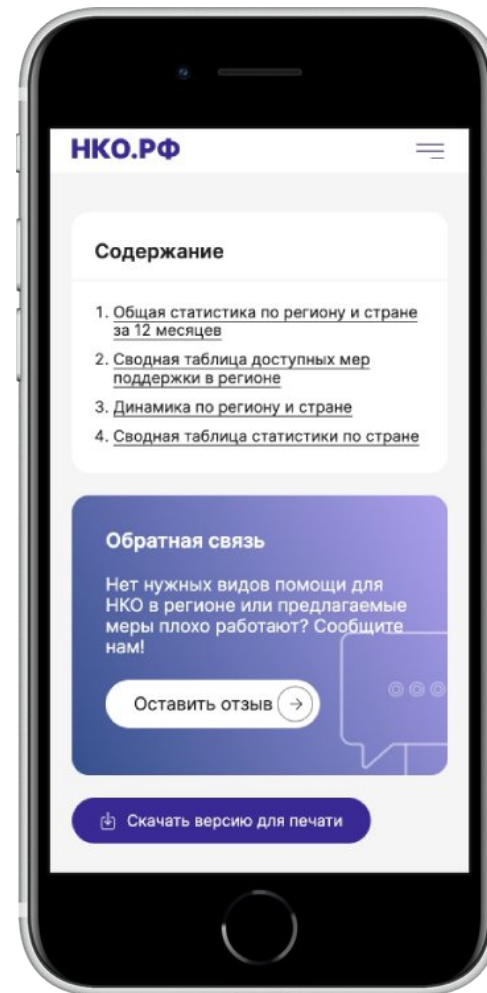 НКО.РФ
Содержание
1. Общая статистика по региону и стране
за 12 месяцев
2. Сводная таблица доступных мер
поддержки в регионе
3. Динамика по региону и стране
4. Сводная таблица статистики по стране
Обратная связь
Нет нужных видов помощи для
НКО в регионе или предлагаемые
меры плохо работают? Сообщите
нам!
Оставить отзыв
Скачать версию для печати